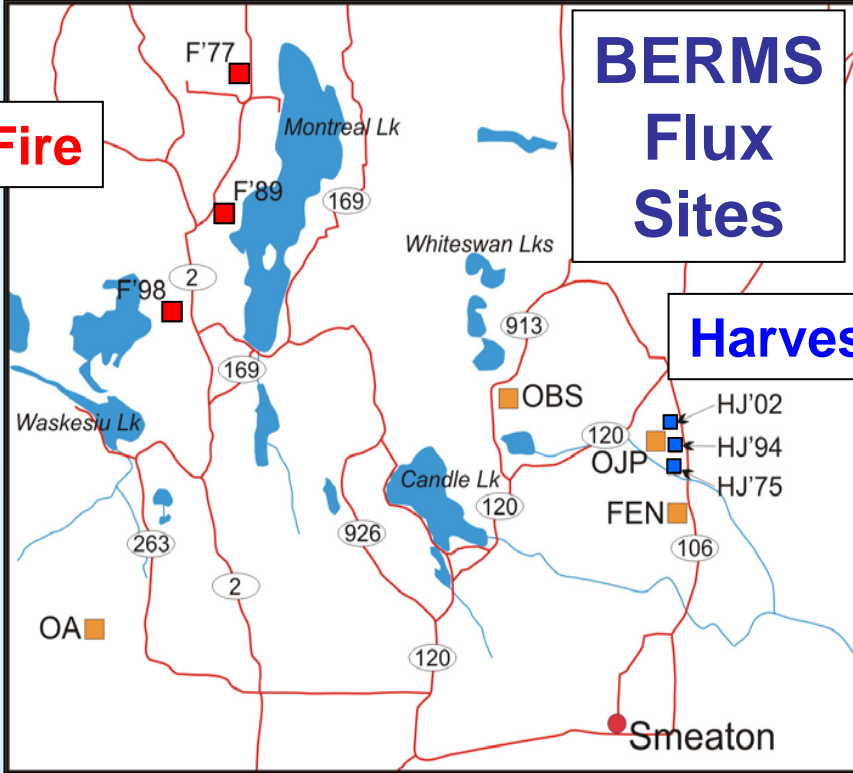 BERMS
Flux
Sites
F'77
Fire
Montreal Lk
F'89
169
Whiteswan Lks
2
F'98
913
Harves
169
OBS
HJ'02
Waskesiu Lk
120
HJ'94
OJP
Candle Lk
HJ'75
120
FEN
263
926
106
2
OA
120
Smeaton